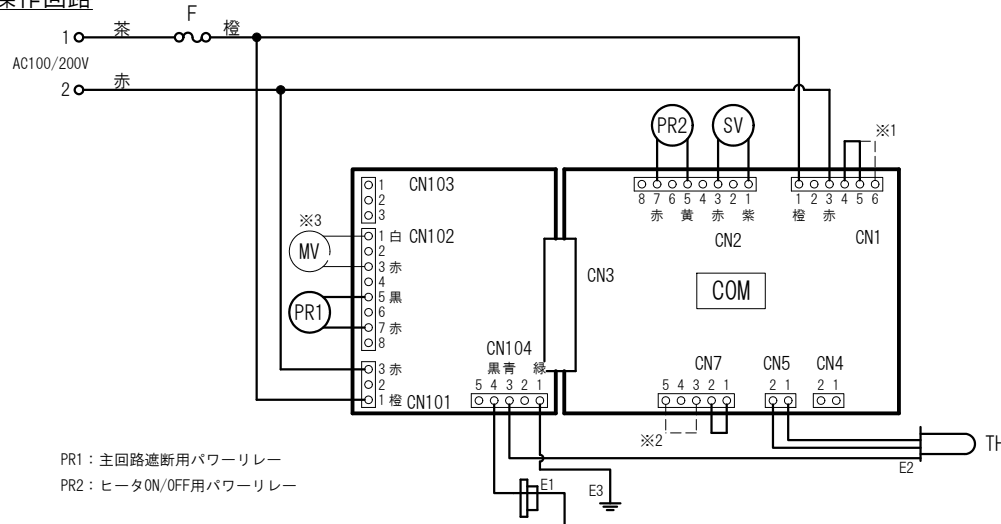 操作回路
F
1 茶 橙
AC100/200V
2 赤
PR2 SV
※1
8 7 6 5 4 3 2 1
赤 黄 赤 紫
CN2
1 2 3 4 5 6
橙 赤
CN1
1 CN103
2
3
※3
MV
1 白 CN102
2
3 赤
4
PR1
5 黒
6
7 赤
8
CN3
COM
3 赤
2
1 橙 CN101
CN104
黒 青 緑
5 4 3 2 1
CN7
5 4 3 2 1
※2
CN5
2 1
CN4
2 1
TH
E2
E1
E3
PR1：主回路遮断用パワーリレー
PR2：ヒータON/OFF用パワーリレー